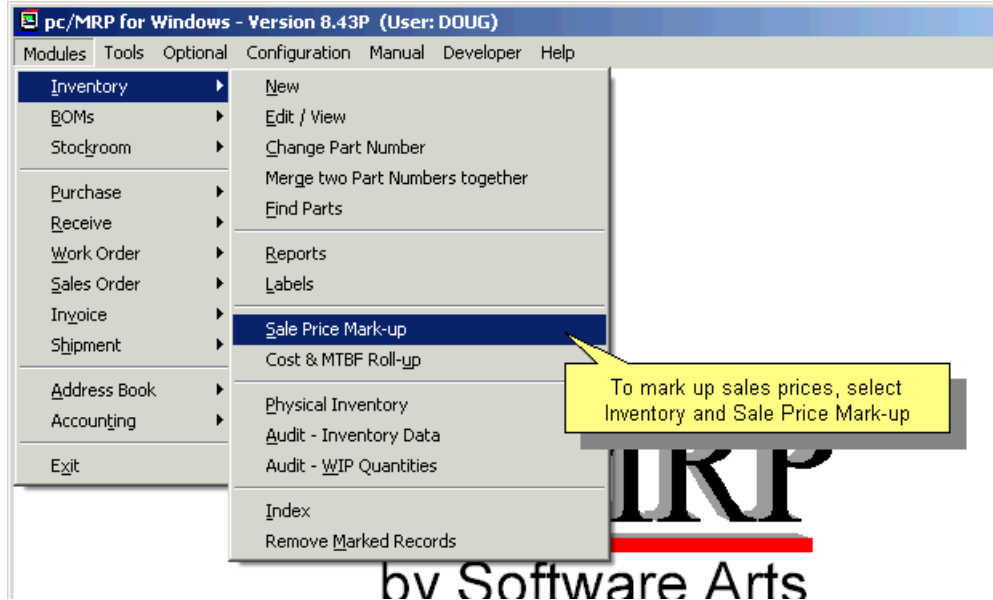 pc/MRP for Windows - Version 8.43P (User: DOUG)
Modules Tools Optional Configuration Manual Developer Help
Inventory
BOMs
Stockroom
Purchase
Receive
Work Order
Sales Order
Invoice
Shipment
Address Book
Accounting
Exit
New
Edit / View
Change Part Number
Merge two Part Numbers together
Find Parts
Reports
Labels
Sale Price Mark-up
Cost & MTBF Roll-up
Physical Inventory
Audit - Inventory Data
Audit - WIP Quantities
Index
Remove Marked Records
To mark up sales prices, select
Inventory and Sale Price Mark-up
MRP
by Software Arts